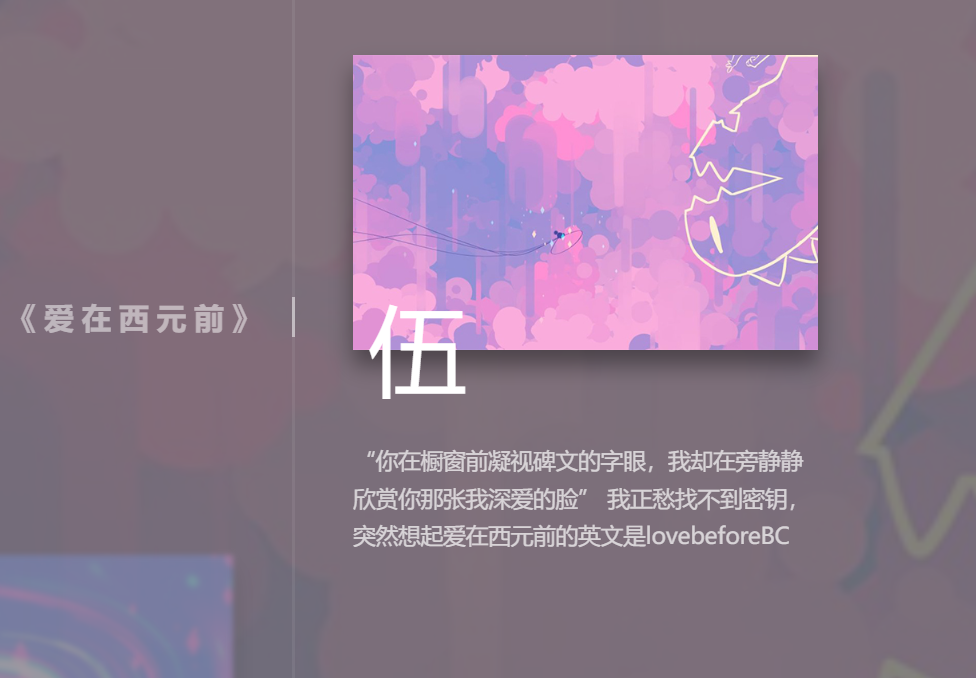 《爱在西元前》
伍
“你在橱窗前凝视碑文的字眼，我却在旁静静
欣赏你那张我深爱的脸” 我正愁找不到密钥，
突然想起爱在西元前的英文是lovebeforeBC